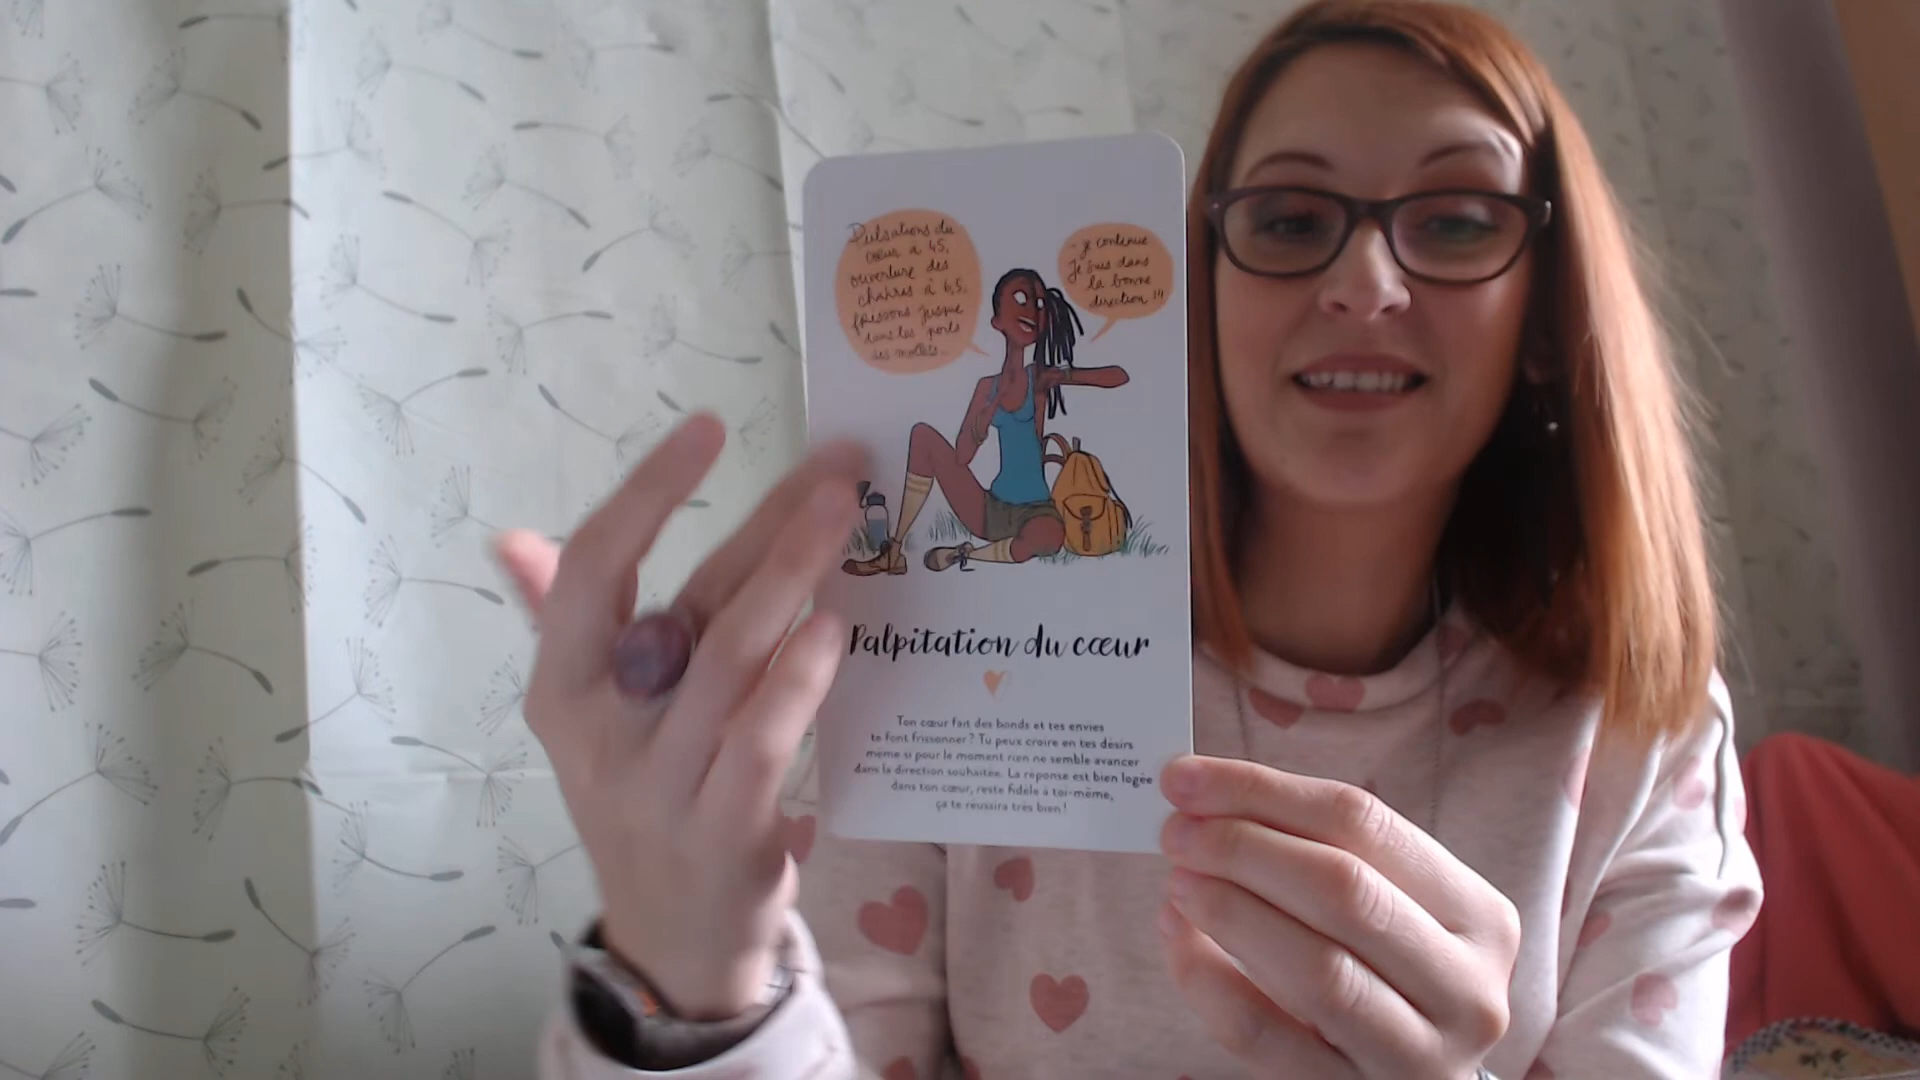 Pulsations du
cœur à 45,
ouverture des
chakras à 6,5,
frissons jusque
dans les poils
des mollets...
- je continue
je suis dans
la bonne
direction !!!
Palpitation du cœur
Ton cœur fait des bonds et tes envies
te font frissonner ? Tu peux croire en tes désirs
même si pour le moment rien ne semble avancer
dans la direction souhaitée. La réponse est bien logée
dans ton cœur, reste fidèle à toi-même,
ça te réussira très bien !